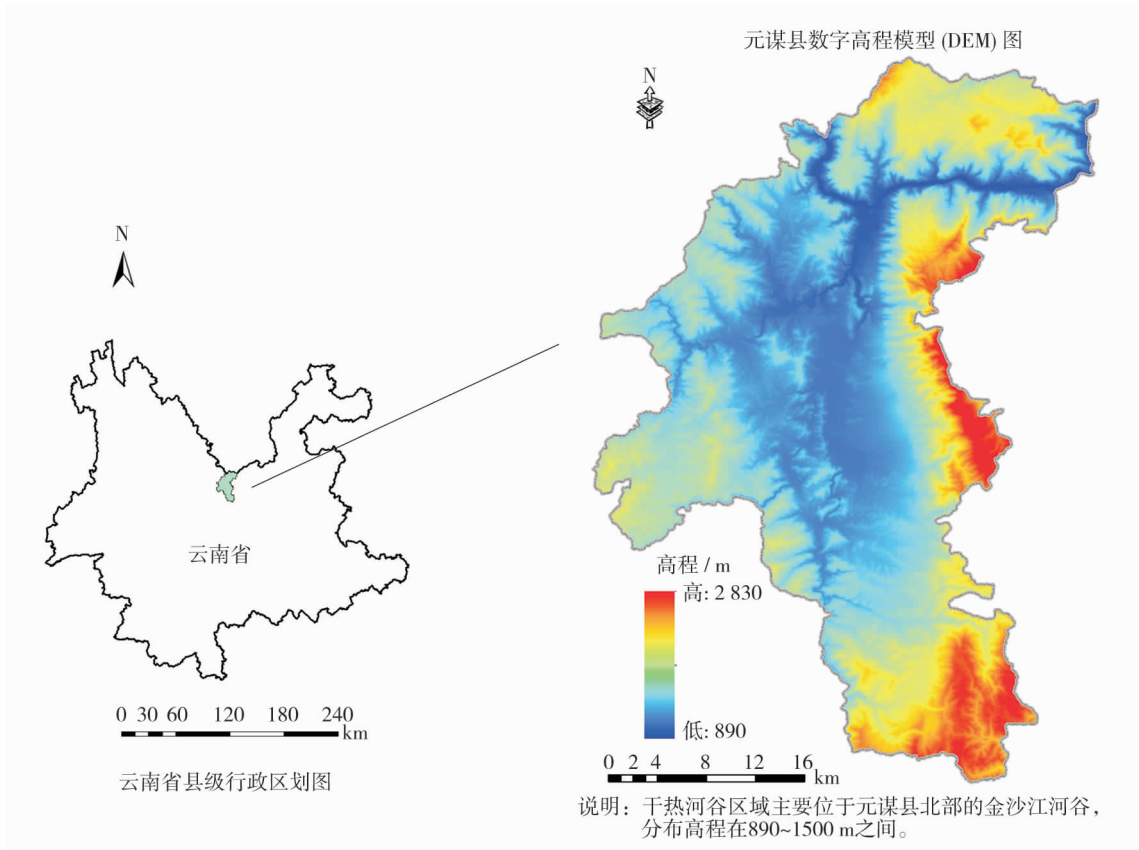 元谋县数字高程模型 (DEM) 图
N
N
云南省
高程 / m
高: 2 830
低: 890
0 30 60 120 180 240
km
云南省县级行政区划图
0 2 4 8 12 16
km
说明: 干热河谷区域主要位于元谋县北部的金沙江河谷,
分布高程在890~1500 m之间。